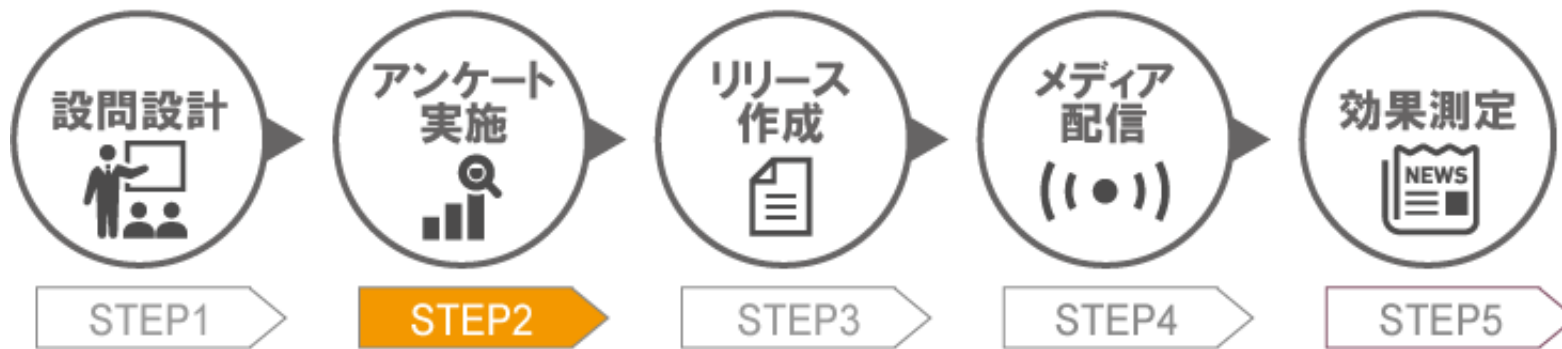 設問設計
アンケート
実施
リリース
作成
メディア
配信
効果測定
NEWS
STEP1
STEP2
STEP3
STEP4
STEP5